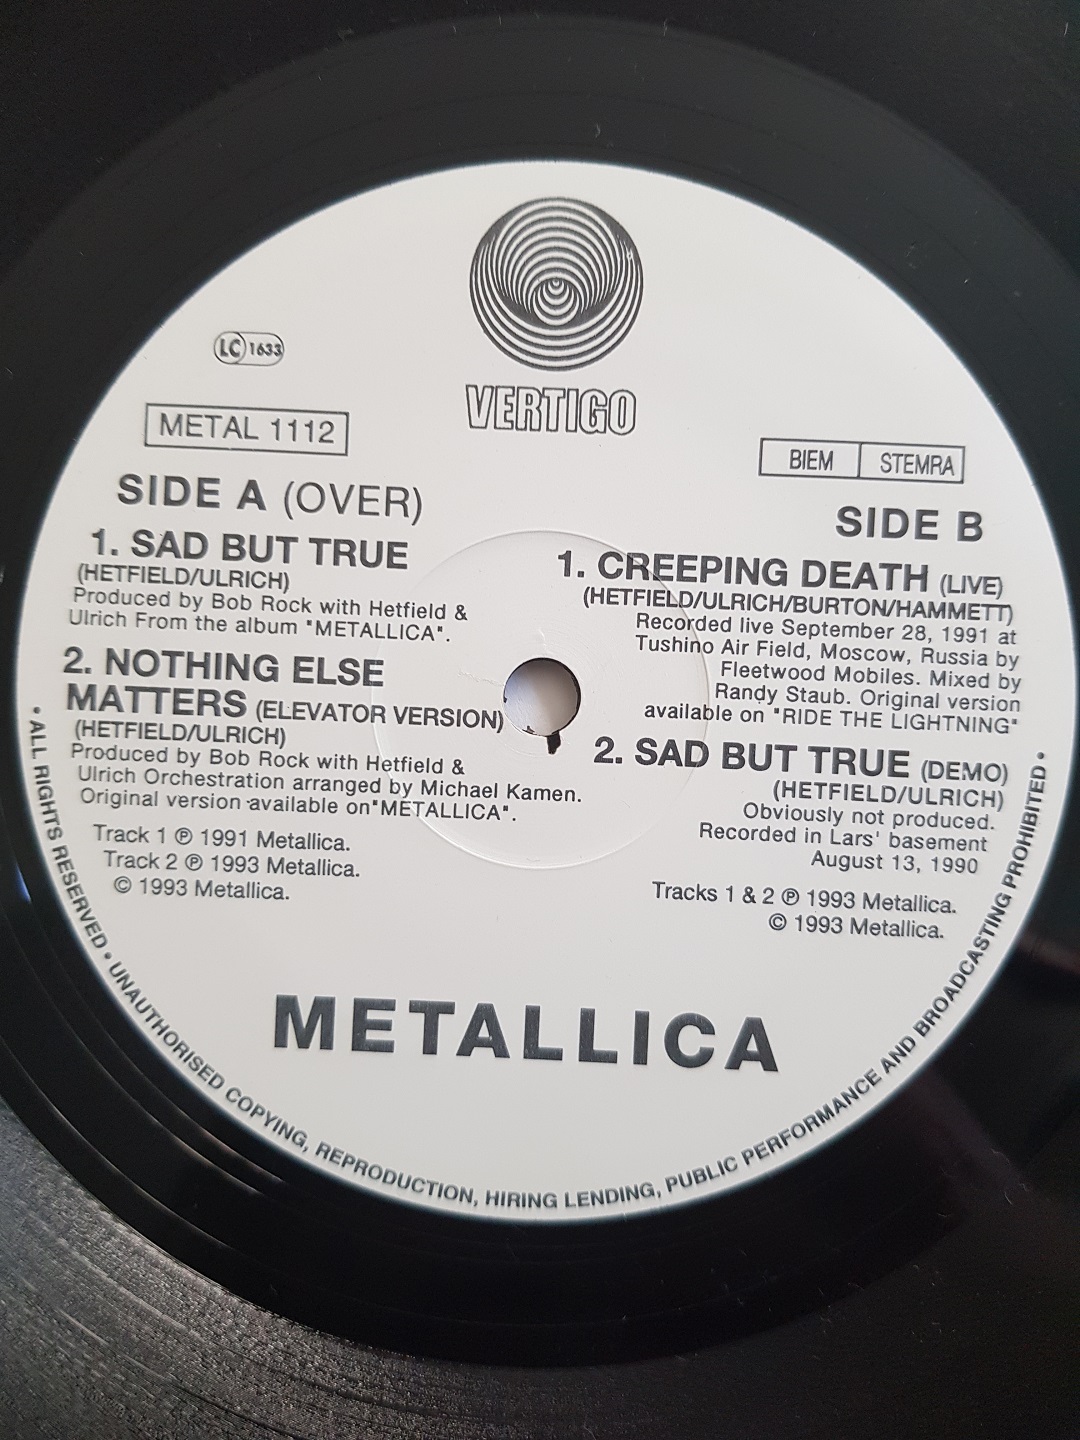 VERTIGO
LC 1633
METAL 1112
BIEM STEMRA
SIDE A (OVER)
1. SAD BUT TRUE
(HETFIELD/ULRICH)
Produced by Bob Rock with Hetfield &
Ulrich From the album "METALLICA".
2. NOTHING ELSE
MATTERS (ELEVATOR VERSION)
(HETFIELD/ULRICH)
Produced by Bob Rock with Hetfield &
Ulrich Orchestration arranged by Michael Kamen.
Original version available on "METALLICA".
Track 1 ℗ 1991 Metallica.
Track 2 ℗ 1993 Metallica.
© 1993 Metallica.
SIDE B
1. CREEPING DEATH (LIVE)
(HETFIELD/ULRICH/BURTON/HAMMETT)
Recorded live September 28, 1991 at
Tushino Air Field, Moscow, Russia by
Fleetwood Mobiles. Mixed by
Randy Staub. Original version
available on "RIDE THE LIGHTNING"
2. SAD BUT TRUE (DEMO)
(HETFIELD/ULRICH)
Obviously not produced.
Recorded in Lars' basement
August 13, 1990
Tracks 1 & 2 ℗ 1993 Metallica.
© 1993 Metallica.
METALLICA
• ALL RIGHTS RESERVED • UNAUTHORISED COPYING, REPRODUCTION, HIRING LENDING, PUBLIC PERFORMANCE AND BROADCASTING PROHIBITED •